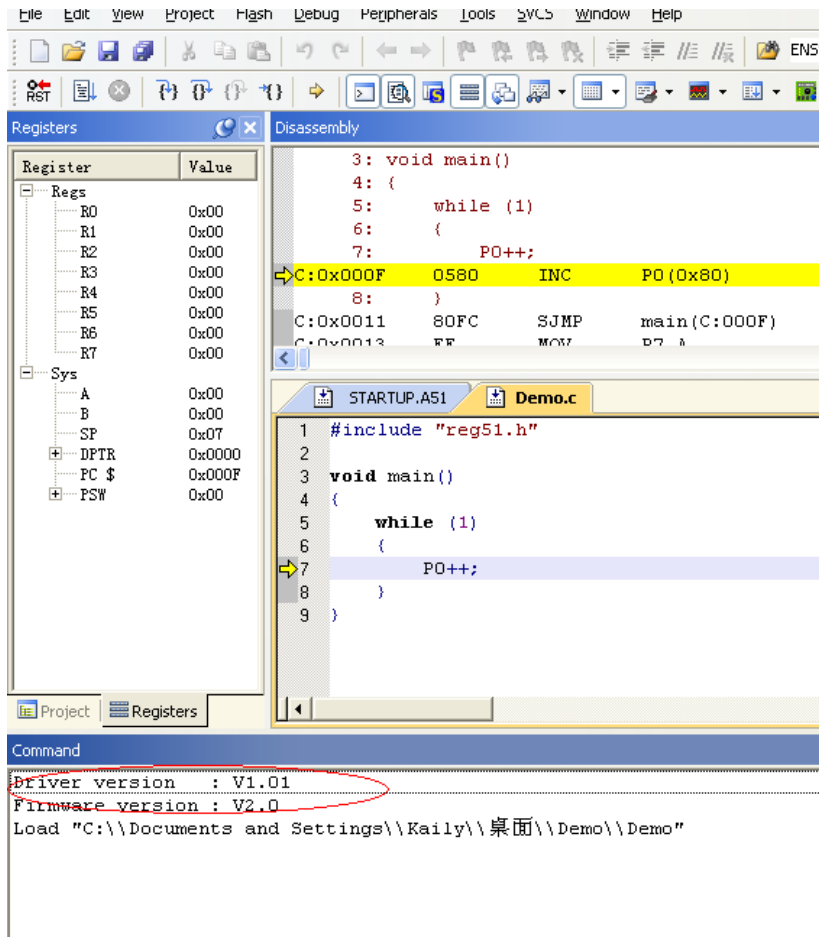 File Edit View Project Flash Debug Peripherals Tools SVCS Window Help
ENS
RST
Registers
Disassembly
Register Value
Regs
R0 0x00
R1 0x00
R2 0x00
R3 0x00
R4 0x00
R5 0x00
R6 0x00
R7 0x00
Sys
A 0x00
B 0x00
SP 0x07
DPTR 0x0000
PC $ 0x000F
PSW 0x00
3: void main()
4: {
5: while (1)
6: {
7: P0++;
C:0x000F 0580 INC P0(0x80)
8: }
C:0x0011 80FC SJMP main(C:000F)
C:0x0013 FF MOV R7,A
STARTUP.A51 Demo.c
1 #include "reg51.h"
2
3 void main()
4 {
5 while (1)
6 {
7 P0++;
8 }
9 }
Project Registers
Command
Driver version : V1.01
Firmware version : V2.0
Load "C:\\Documents and Settings\\Kaily\\桌面\\Demo\\Demo"